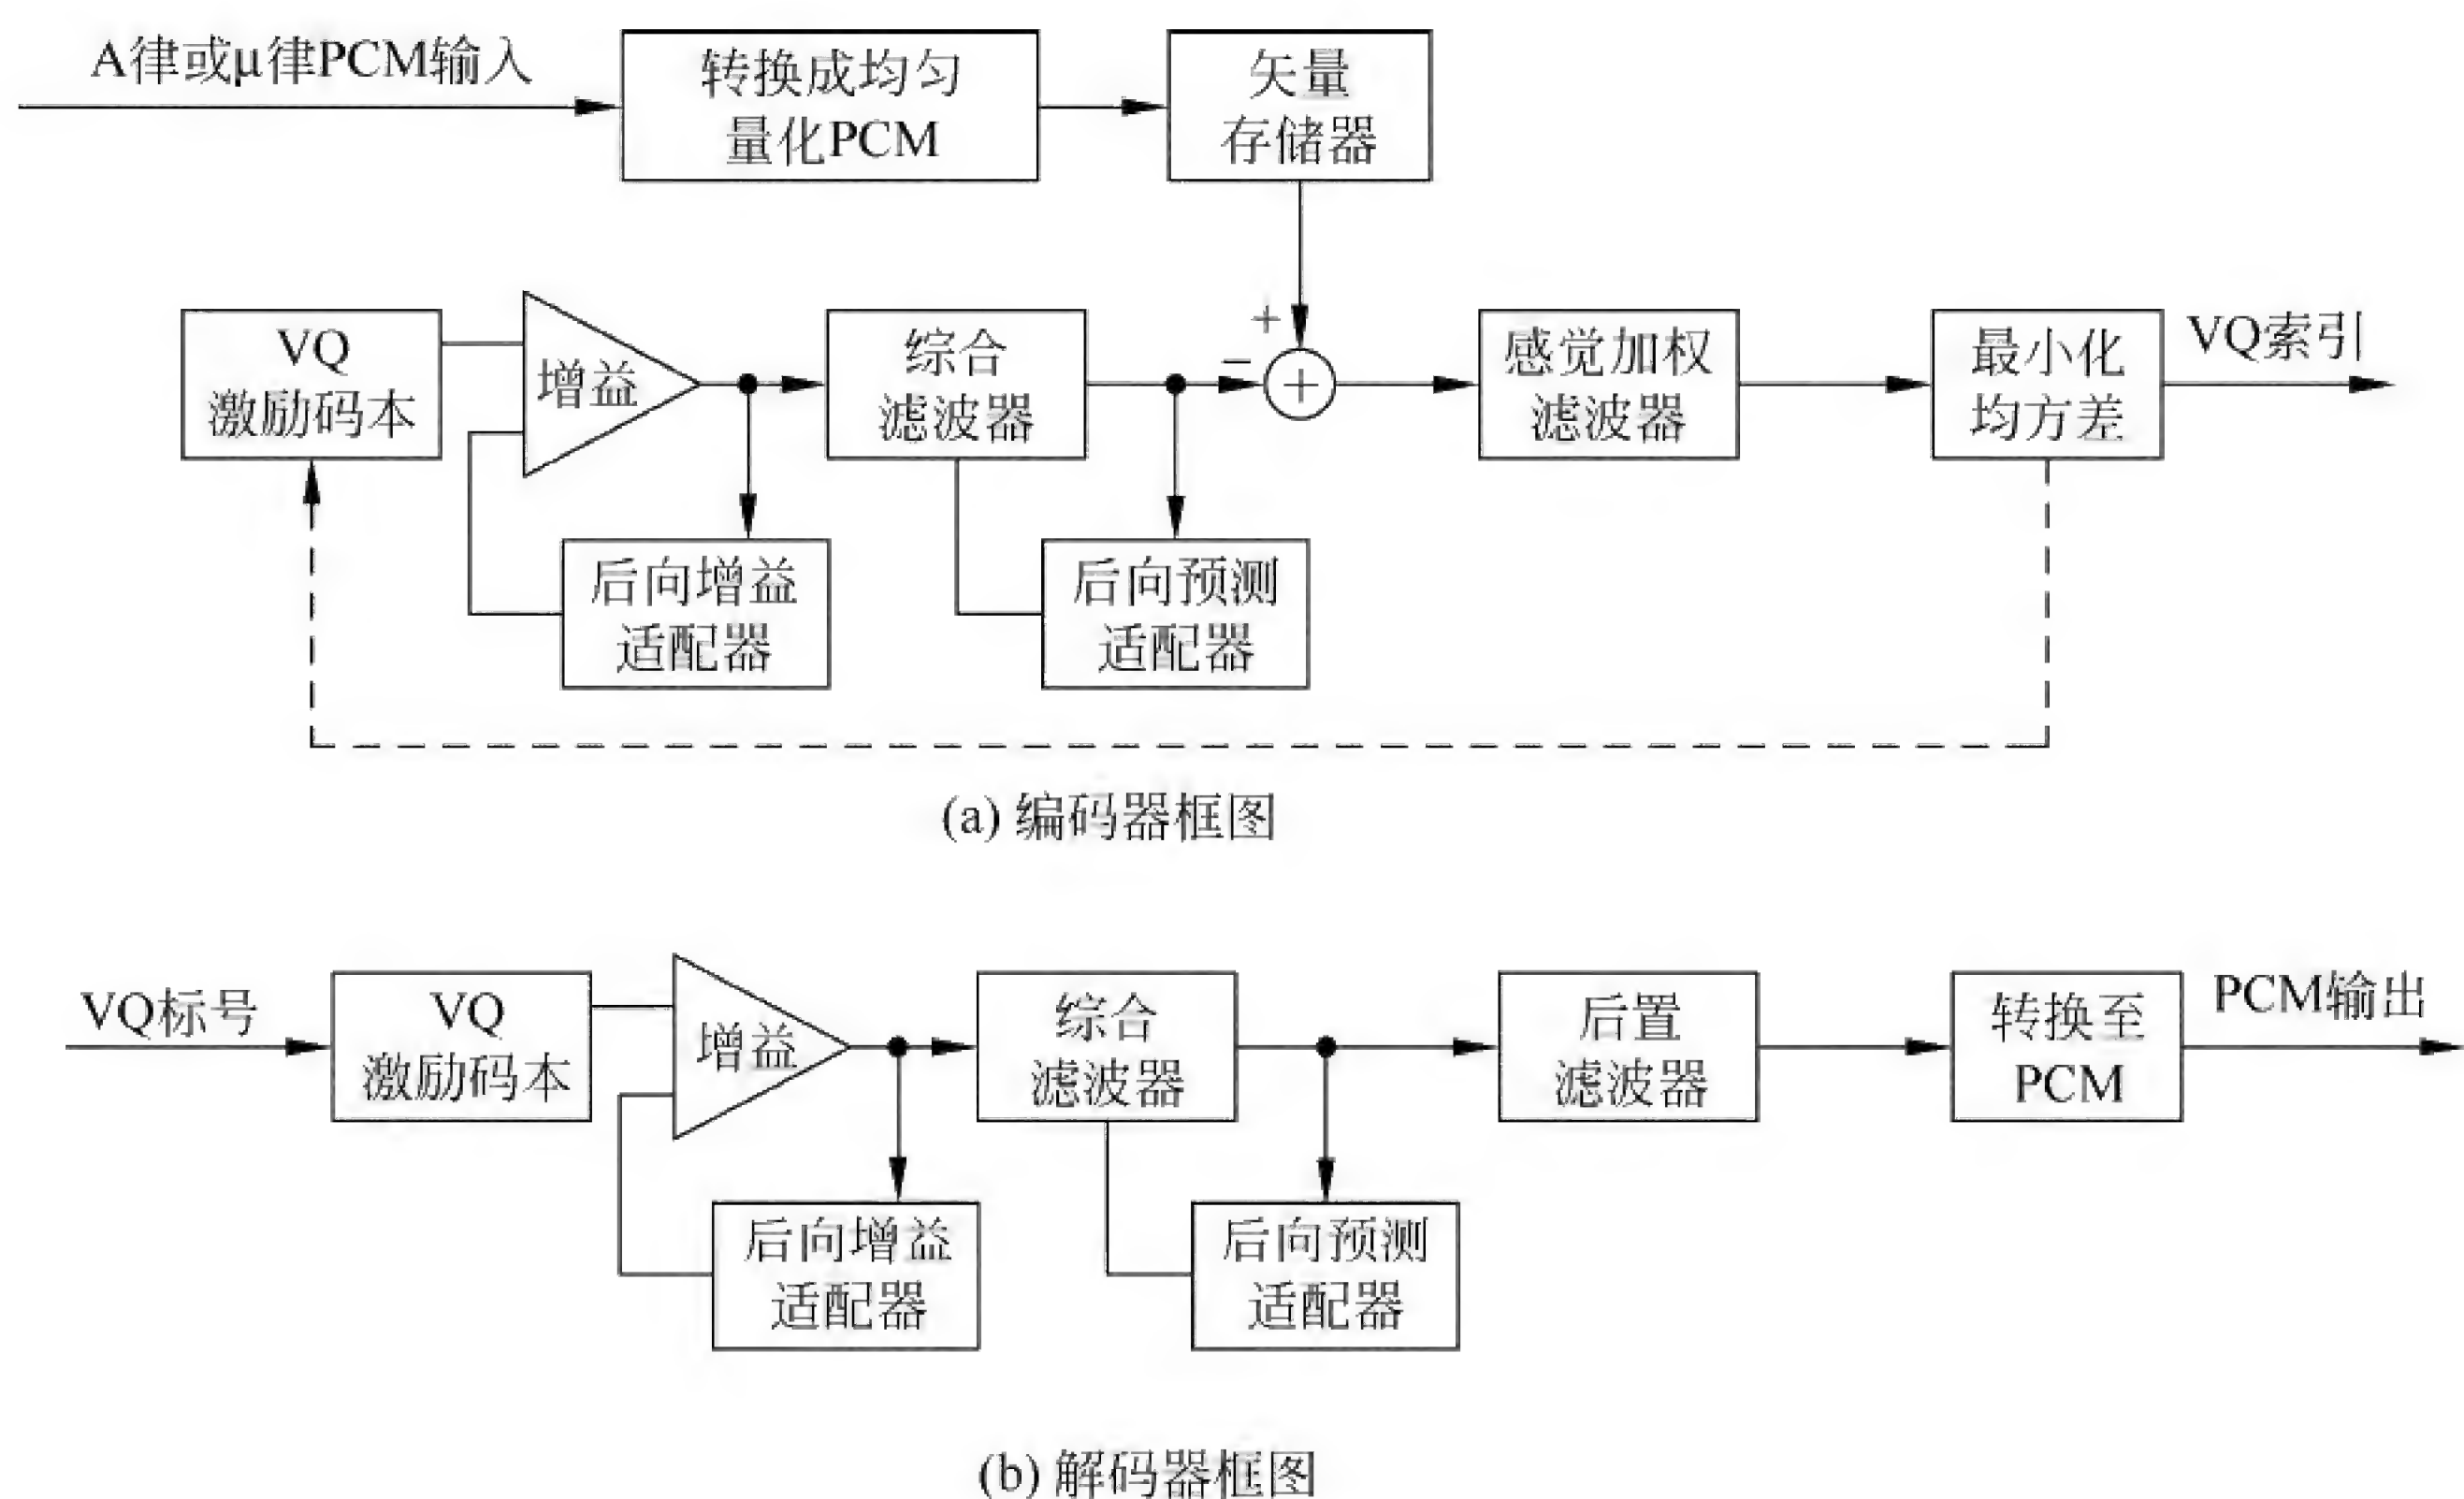 A律或μ律PCM输入
转换成均匀
量化PCM
矢量
存储器
VQ
激励码本
增益
综合
滤波器
+
−
+
感觉加权
滤波器
最小化
均方差
VQ索引
后向增益
适配器
后向预测
适配器
(a) 编码器框图
VQ标号
VQ
激励码本
增益
综合
滤波器
后置
滤波器
转换至
PCM
PCM输出
后向增益
适配器
后向预测
适配器
(b) 解码器框图